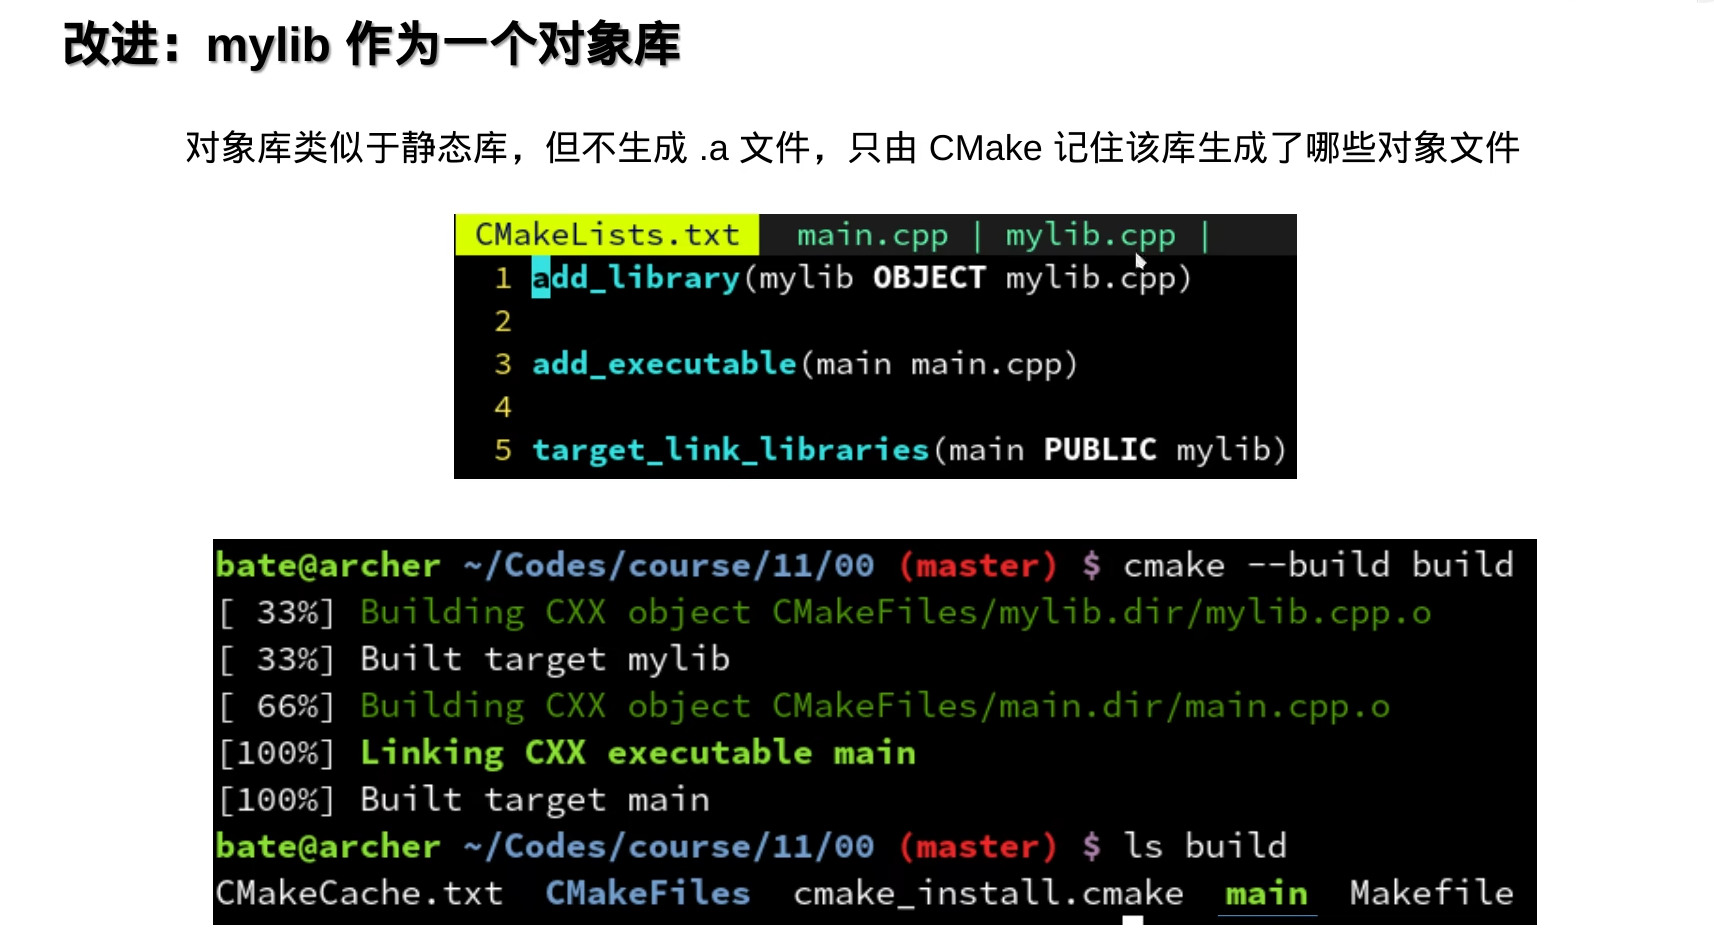 改进：mylib 作为一个对象库
对象库类似于静态库，但不生成 .a 文件，只由 CMake 记住该库生成了哪些对象文件
CMakeLists.txt main.cpp | mylib.cpp |
1 add_library(mylib OBJECT mylib.cpp)
2
3 add_executable(main main.cpp)
4
5 target_link_libraries(main PUBLIC mylib)
bate@archer ~/Codes/course/11/00 (master) $ cmake --build build
[ 33%] Building CXX object CMakeFiles/mylib.dir/mylib.cpp.o
[ 33%] Built target mylib
[ 66%] Building CXX object CMakeFiles/main.dir/main.cpp.o
[100%] Linking CXX executable main
[100%] Built target main
bate@archer ~/Codes/course/11/00 (master) $ ls build
CMakeCache.txt CMakeFiles cmake_install.cmake main Makefile